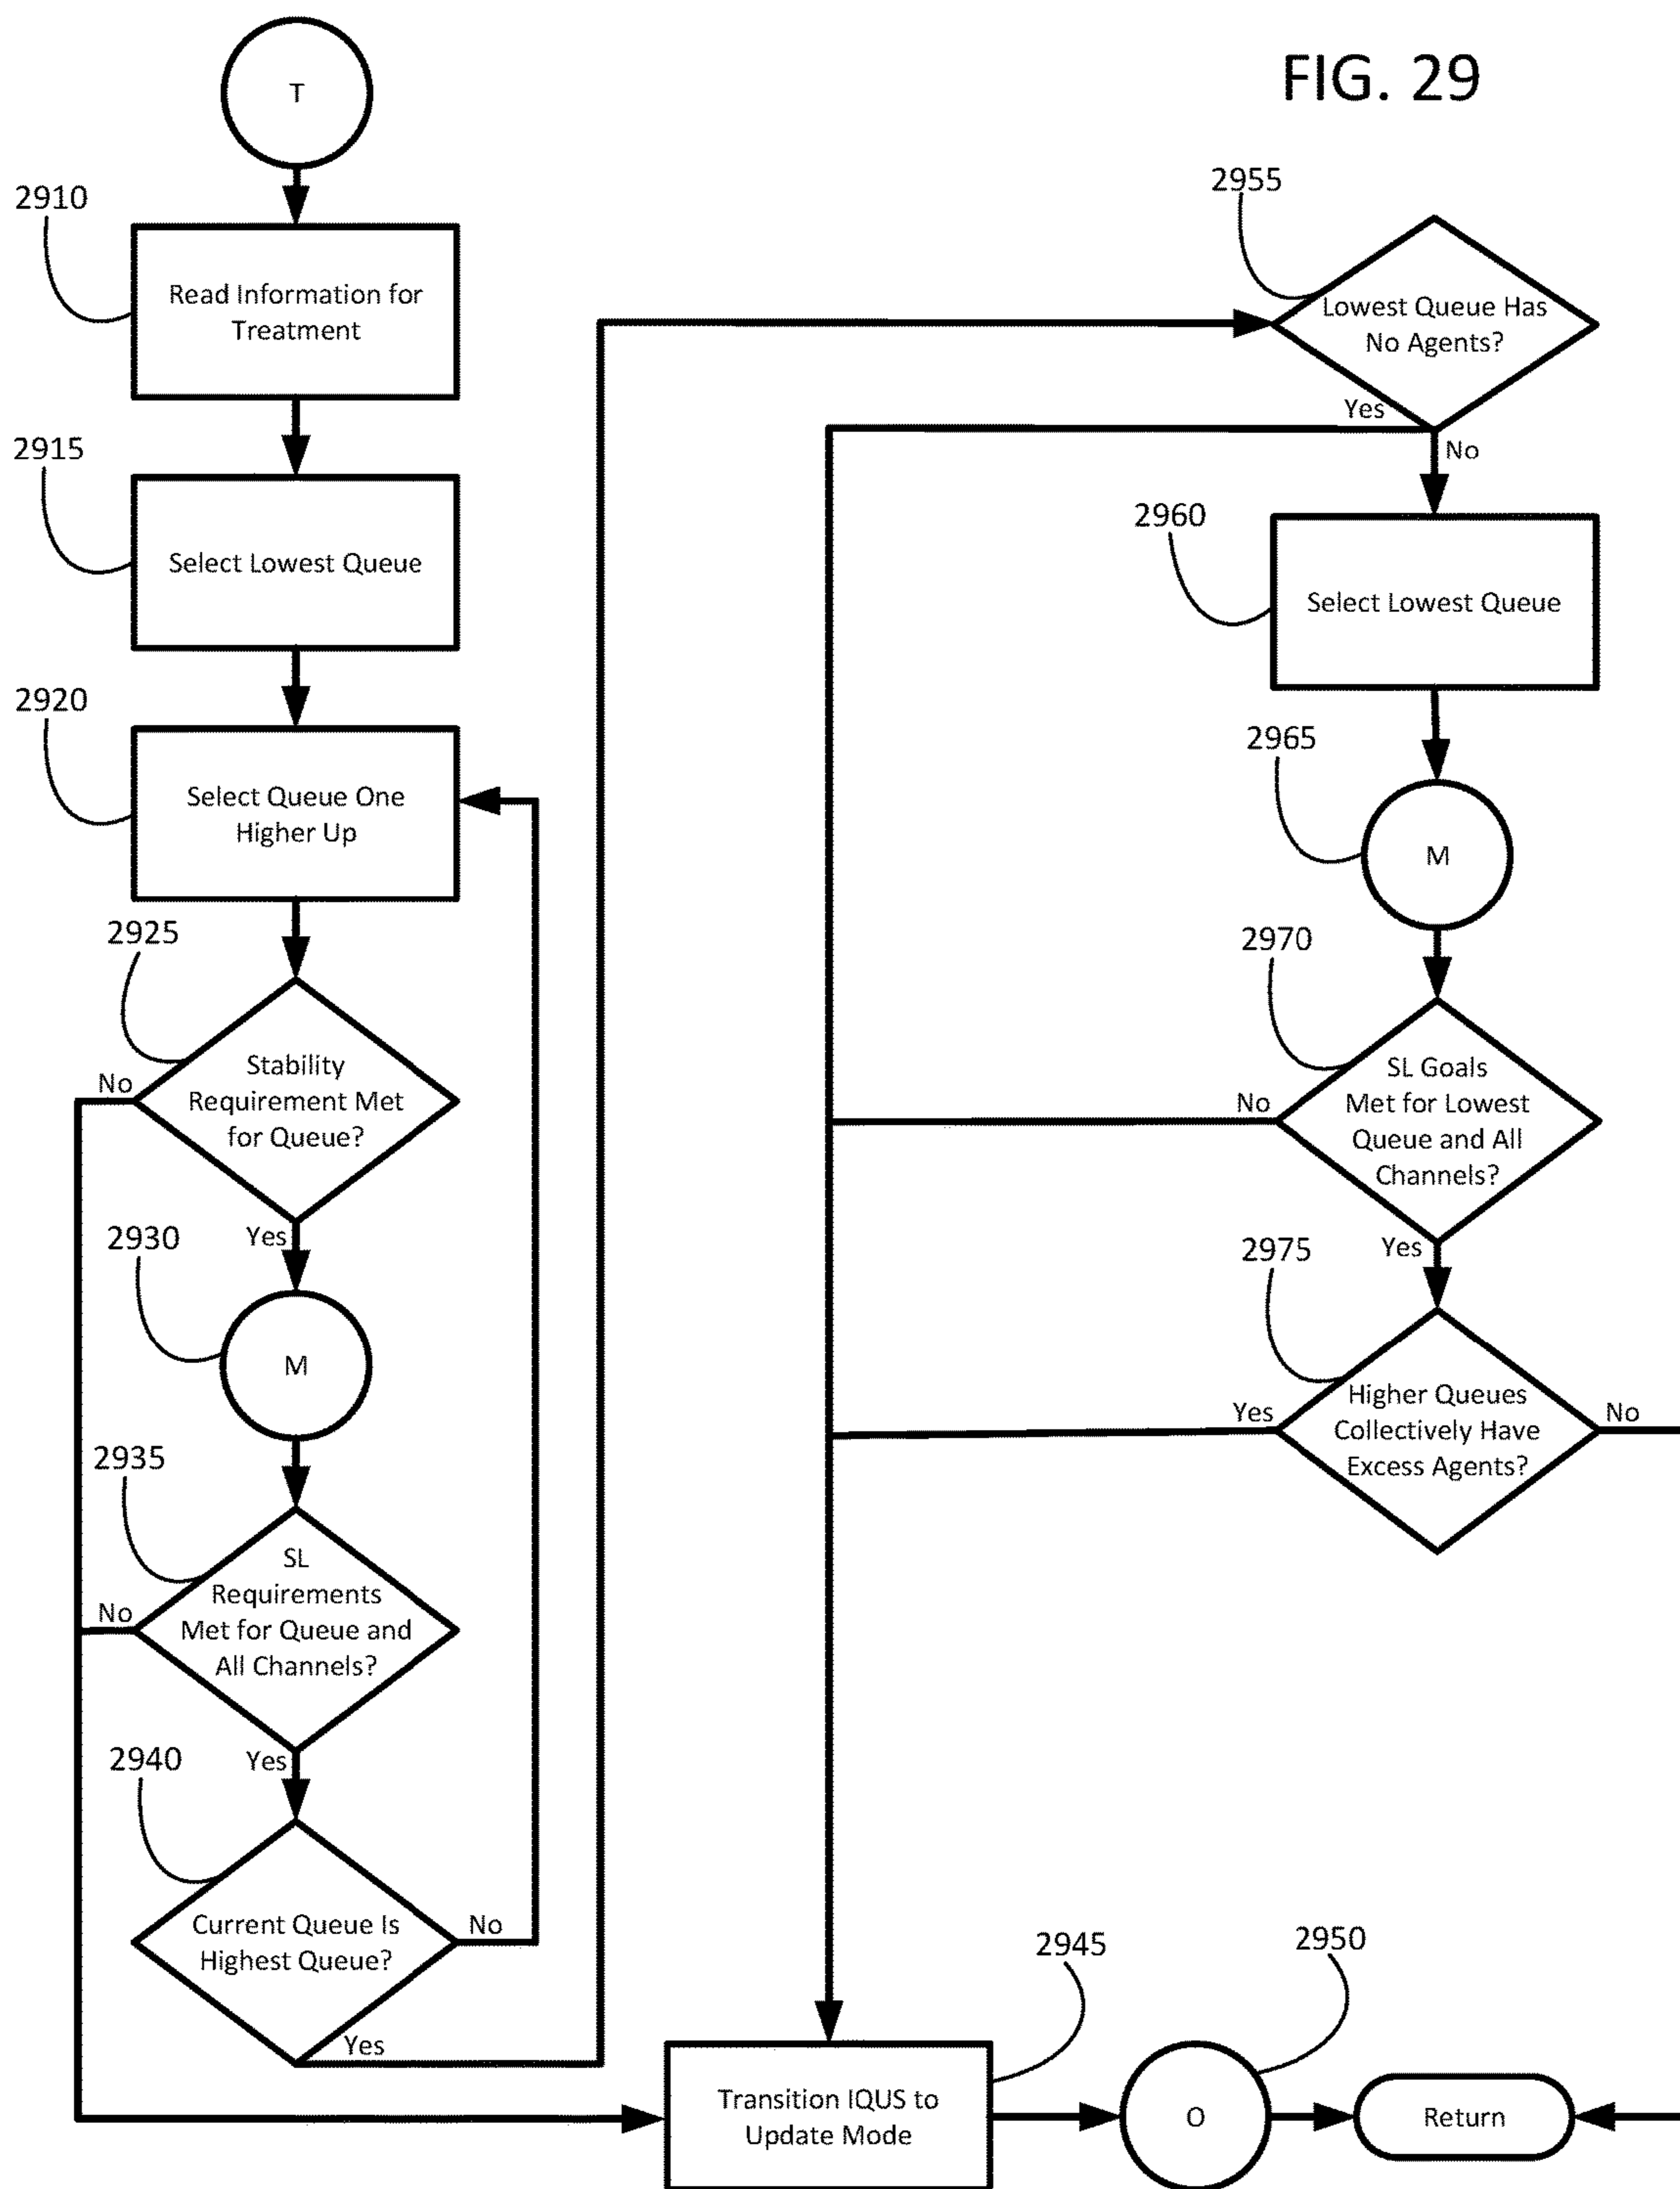 FIG. 29
T
2910
Read Information for
Treatment
2915
Select Lowest Queue
2920
Select Queue One
Higher Up
2925
Stability
Requirement Met
for Queue?
No
Yes
2930
M
2935
SL
Requirements
Met for Queue and
All Channels?
No
Yes
2940
Current Queue Is
Highest Queue?
No
Yes
2955
Lowest Queue Has
No Agents?
Yes
No
2960
Select Lowest Queue
2965
M
2970
SL Goals
Met for Lowest
Queue and All
Channels?
No
Yes
2975
Higher Queues
Collectively Have
Excess Agents?
Yes
No
2945
Transition IQUS to
Update Mode
2950
O
Return